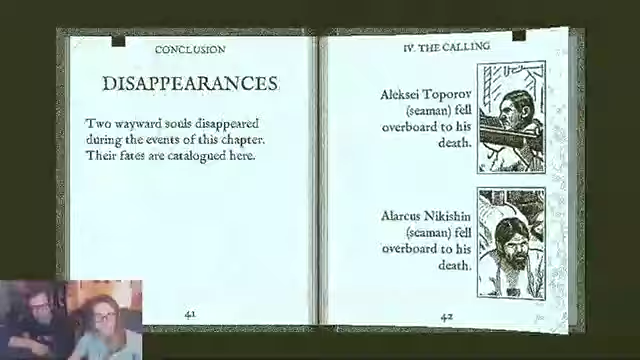 CONCLUSION
DISAPPEARANCES
Two wayward souls disappeared
during the events of this chapter.
Their fates are catalogued here.
41
IV. THE CALLING
Aleksei Toporov
(seaman) fell
overboard to his
death.
Alarcus Nikishin
(seaman) fell
overboard to his
death.
42